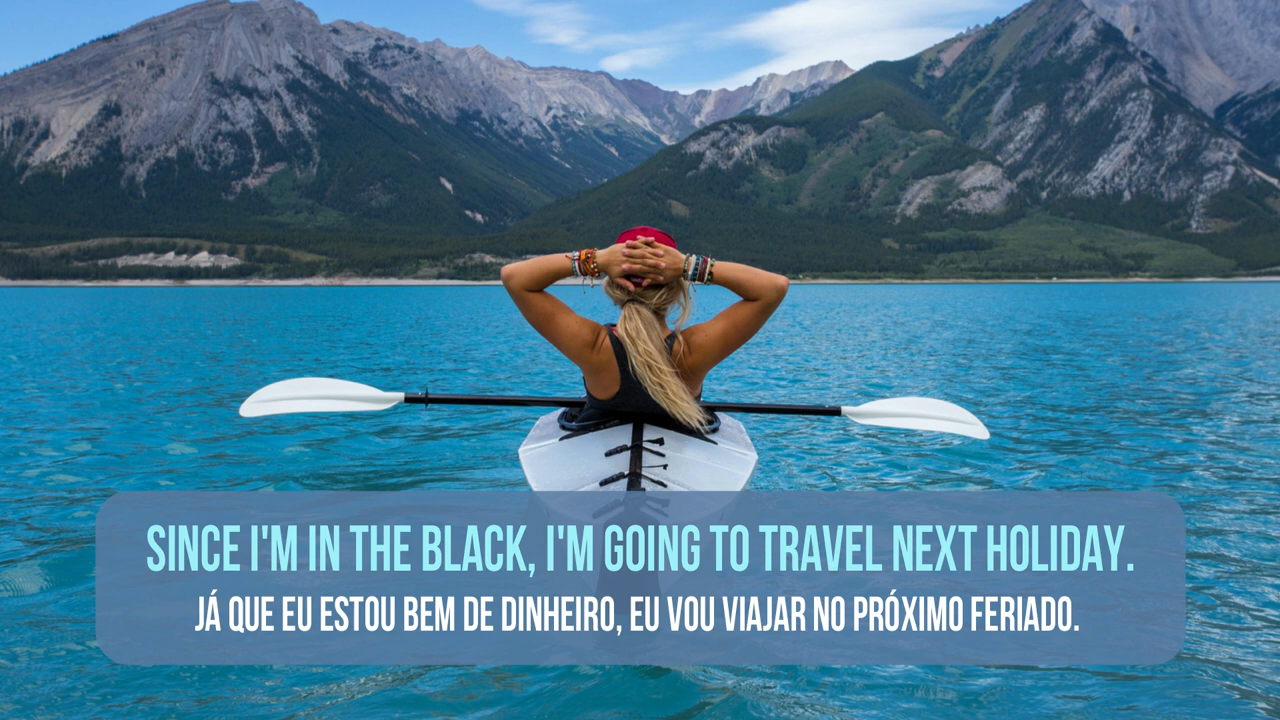 SINCE I'M IN THE BLACK, I'M GOING TO TRAVEL NEXT HOLIDAY.
JÁ QUE EU ESTOU BEM DE DINHEIRO, EU VOU VIAJAR NO PRÓXIMO FERIADO.